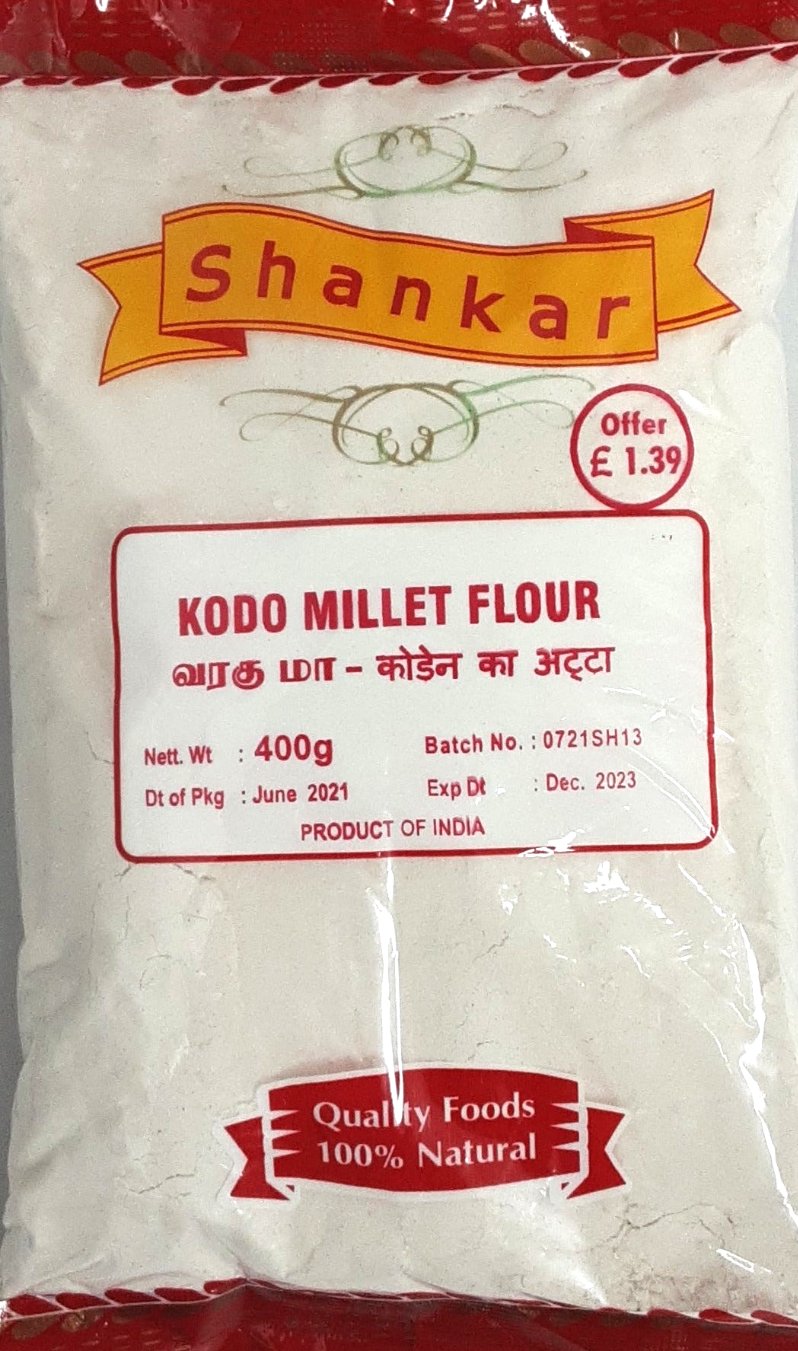 Shankar
Offer
£ 1.39
KODO MILLET FLOUR
வரகு மா - कोडेन का अट्टा
Nett. Wt : 400g
Batch No. : 0721SH13
Dt of Pkg : June 2021
Exp Dt : Dec. 2023
PRODUCT OF INDIA
Quality Foods
100% Natural